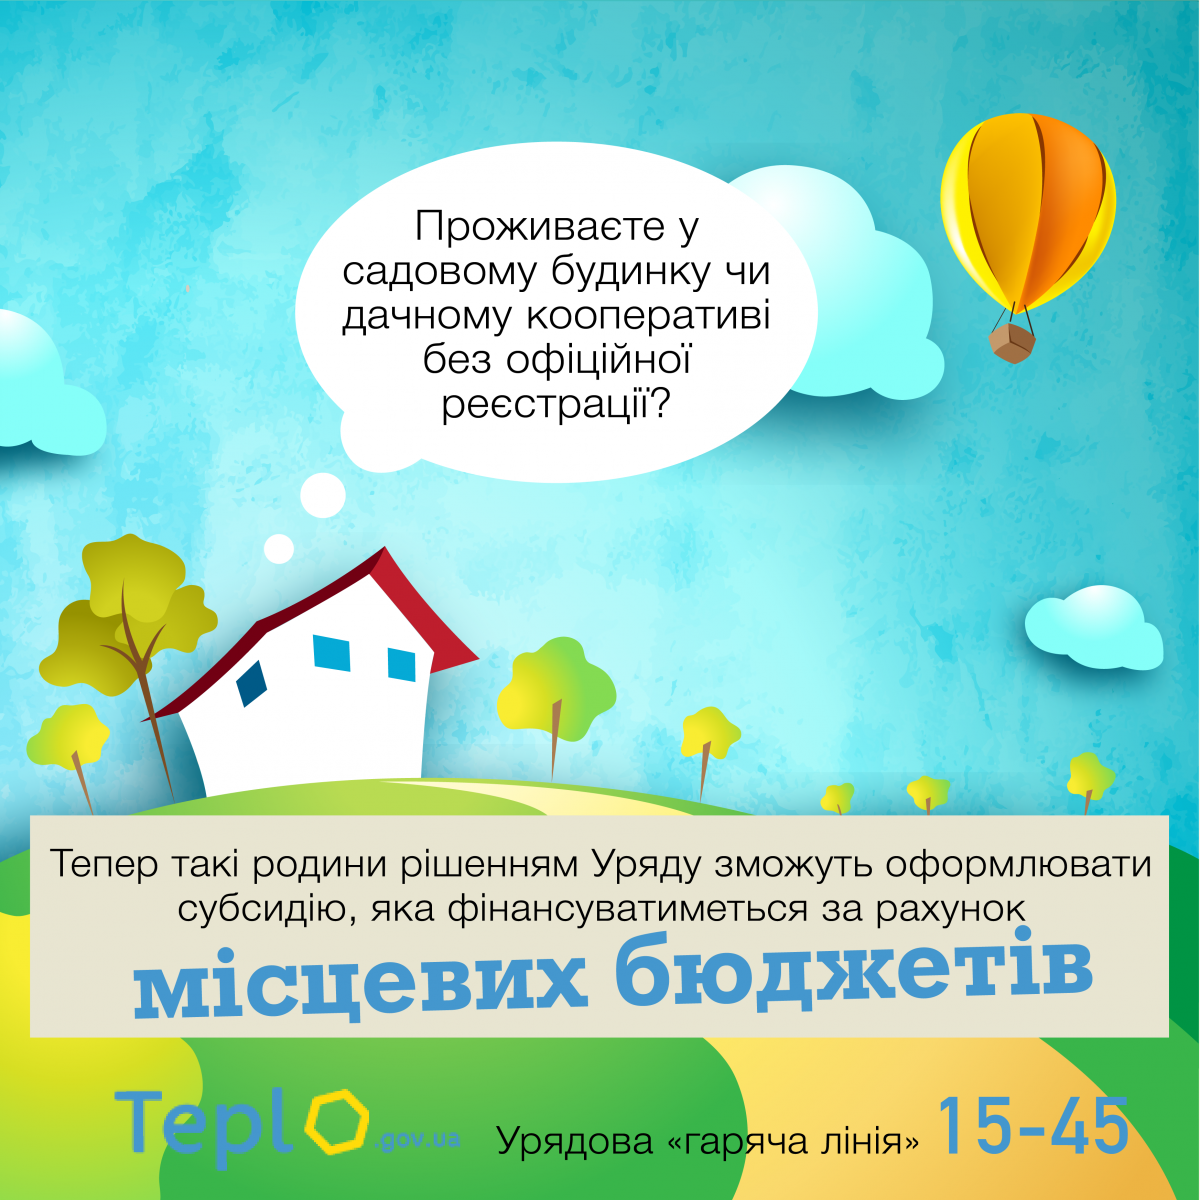 Проживаєте у
садовому будинку чи
дачному кооперативі
без офіційної
реєстрації?
Тепер такі родини рішенням Уряду зможуть оформлювати
субсидію, яка фінансуватиметься за рахунок
місцевих бюджетів
Teplo.gov.ua
Урядова «гаряча лінія» 15-45